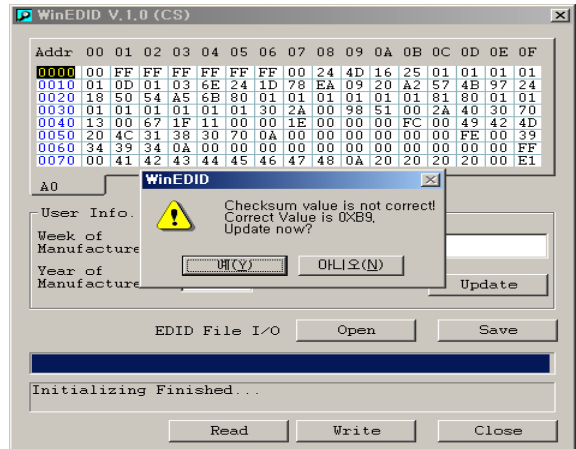 WinEDID V.1.0 (CS)
Addr 00 01 02 03 04 05 06 07 08 09 0A 0B 0C 0D 0E 0F
0000 00 FF FF FF FF FF FF 00 24 4D 16 25 01 01 01 01
0010 01 0D 01 03 6E 24 1D 78 EA 09 20 A2 57 4B 97 24
0020 18 50 54 A5 6B 80 01 01 01 01 01 01 81 80 01 01
0030 01 01 01 01 01 01 30 2A 00 98 51 00 2A 40 30 70
0040 13 00 67 1F 11 00 00 1E 00 00 00 FC 00 49 42 4D
0050 20 4C 31 38 30 70 0A 00 00 00 00 00 00 FE 00 39
0060 34 39 34 0A 00 00 00 00 00 00 00 00 00 00 00 FF
0070 00 41 42 43 44 45 46 47 48 0A 20 20 20 20 00 E1
A0
WinEDID
Checksum value is not correct!
Correct Value is 0XB9,
Update now?
예(Y) 아니오(N)
User Info.
Week of
Manufacture
Year of
Manufacture
Update
EDID File I/O Open Save
Initializing Finished...
Read Write Close